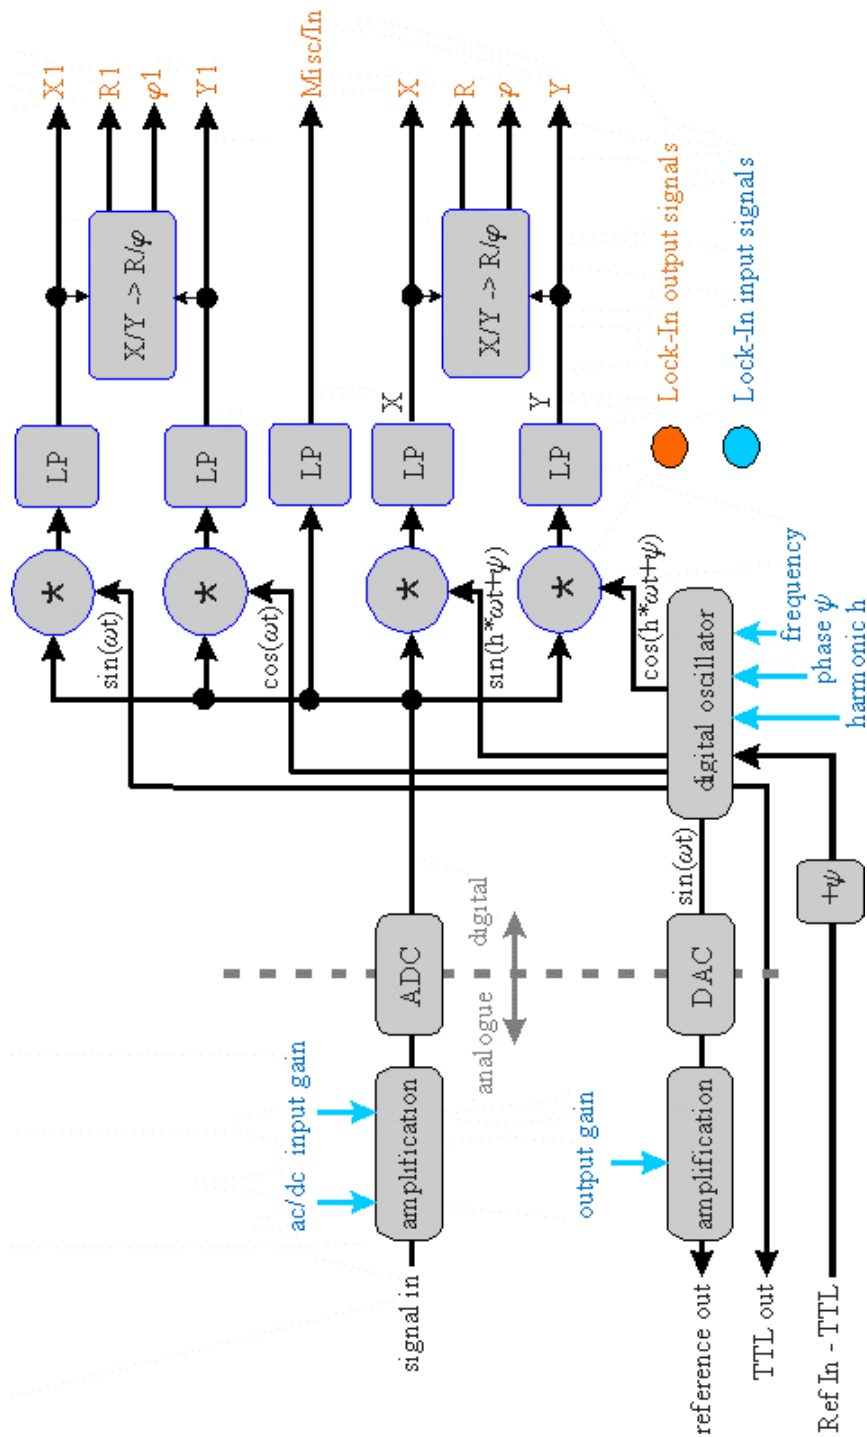 X1
R1
φ1
Y1
Misc/In
X
R
φ
Y
X/Y -> R/φ
X/Y -> R/φ
X
Y
LP
LP
LP
LP
LP
*
*
*
*
sin(ωt)
cos(ωt)
sin(h*ωt+ψ)
cos(h*ωt+ψ)
Lock-In output signals
Lock-In input signals
digital oscillator
frequency
phase ψ
harmonic h
sin(ωt)
+ψ
ADC
DAC
analogue
digital
ac/dc
input gain
amplification
output gain
amplification
signal in
reference out
TTL out
Ref In - TTL